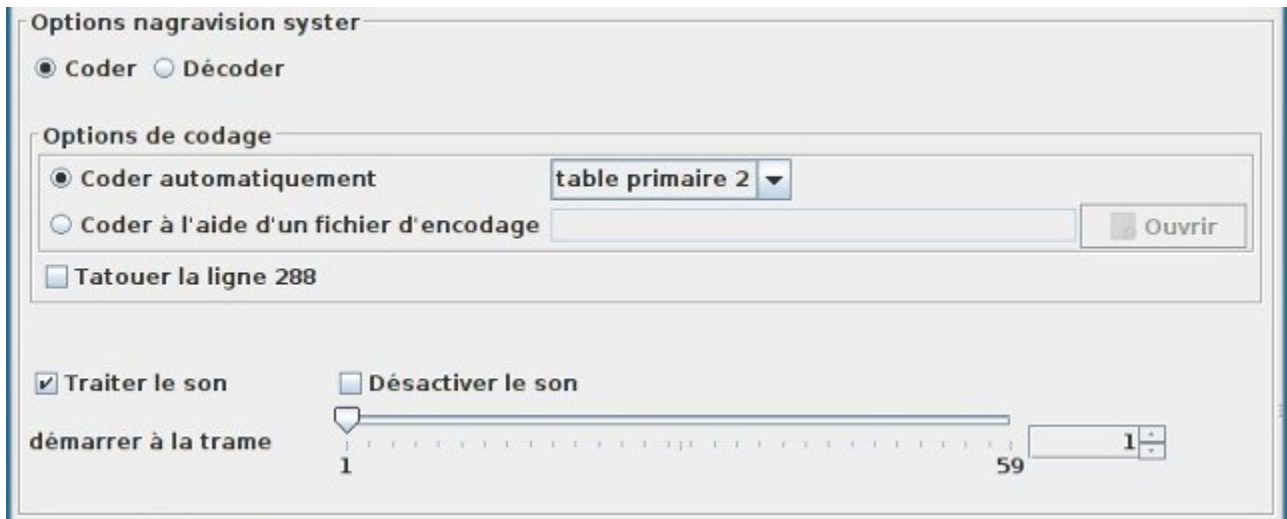 Options nagravision syster
Coder Décoder
Options de codage
Coder automatiquement table primaire 2
Coder à l'aide d'un fichier d'encodage Ouvrir
Tatouer la ligne 288
Traiter le son Désactiver le son
démarrer à la trame 1
1 59